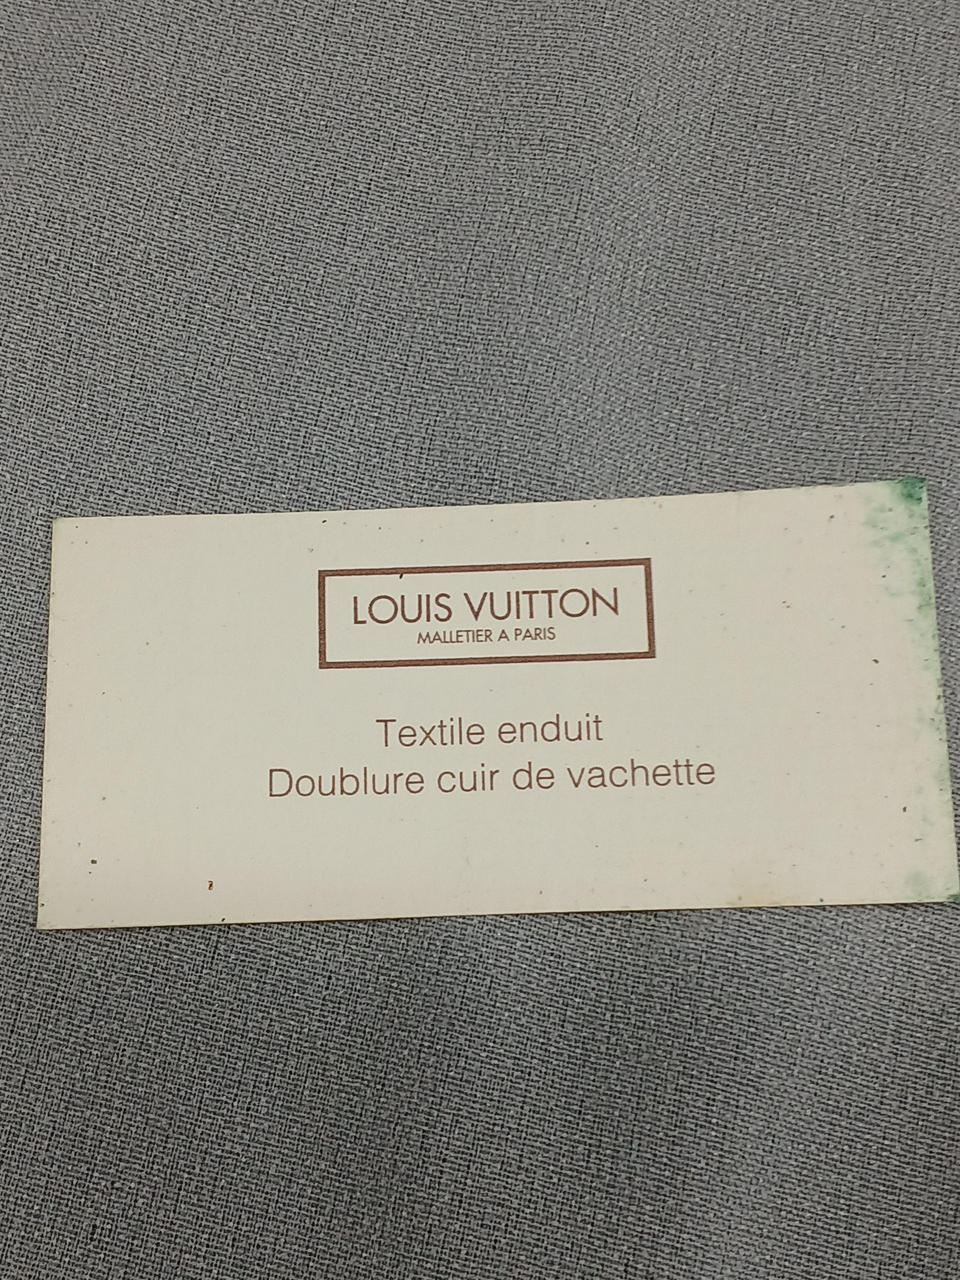 LOUIS VUITTON
MALLETIER A PARIS
Textile enduit
Doublure cuir de vachette